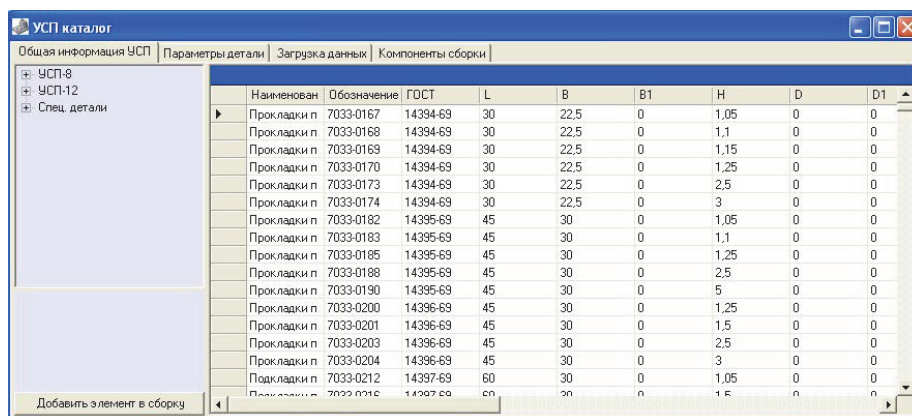 УСП каталог
Общая информация УСП Параметры детали Загрузка данных Компоненты сборки
УСП-8
УСП-12
Спец. детали
Наименован Обозначение ГОСТ L B B1 H D D1
Прокладки п 7033-0167 14394-69 30 22,5 0 1,05 0 0
Прокладки п 7033-0168 14394-69 30 22,5 0 1,1 0 0
Прокладки п 7033-0169 14394-69 30 22,5 0 1,15 0 0
Прокладки п 7033-0170 14394-69 30 22,5 0 1,25 0 0
Прокладки п 7033-0173 14394-69 30 22,5 0 2,5 0 0
Прокладки п 7033-0174 14394-69 30 22,5 0 3 0 0
Прокладки п 7033-0182 14395-69 45 30 0 1,05 0 0
Прокладки п 7033-0183 14395-69 45 30 0 1,1 0 0
Прокладки п 7033-0185 14395-69 45 30 0 1,25 0 0
Прокладки п 7033-0188 14395-69 45 30 0 2,5 0 0
Прокладки п 7033-0190 14395-69 45 30 0 5 0 0
Прокладки п 7033-0200 14396-69 45 30 0 1,25 0 0
Прокладки п 7033-0201 14396-69 45 30 0 1,5 0 0
Прокладки п 7033-0203 14396-69 45 30 0 2,5 0 0
Прокладки п 7033-0204 14396-69 45 30 0 3 0 0
Подкладки п 7033-0212 14397-69 60 30 0 1,05 0 0
Добавить элемент в сборку